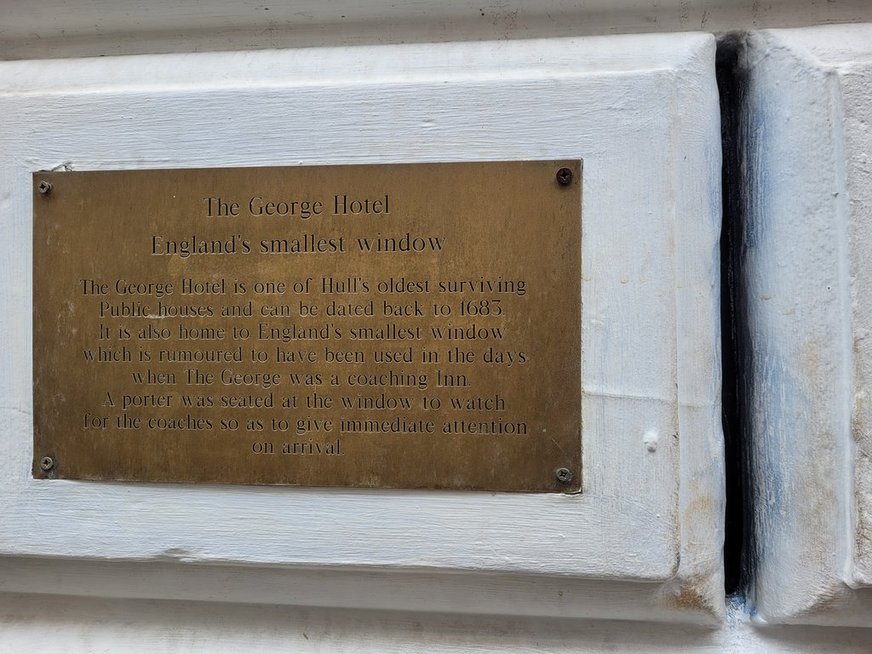 The George Hotel
England's smallest window
The George Hotel is one of Hull's oldest surviving
Public houses and can be dated back to 1683.
It is also home to England's smallest window
which is rumoured to have been used in the days
when The George was a coaching Inn.
A porter was seated at the window to watch
for the coaches so as to give immediate attention
on arrival.